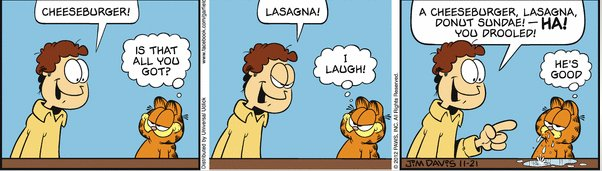 CHEESEBURGER!
IS THAT
ALL YOU
GOT?
www.facebook.com/garfield
Distributed by Universal Uclick
LASAGNA!
I
LAUGH!
© 2012 PAWS, INC. All Rights Reserved.
A CHEESEBURGER, LASAGNA,
DONUT SUNDAE! — HA!
YOU DROOLED!
HE'S
GOOD
JIM DAVIS 11-21